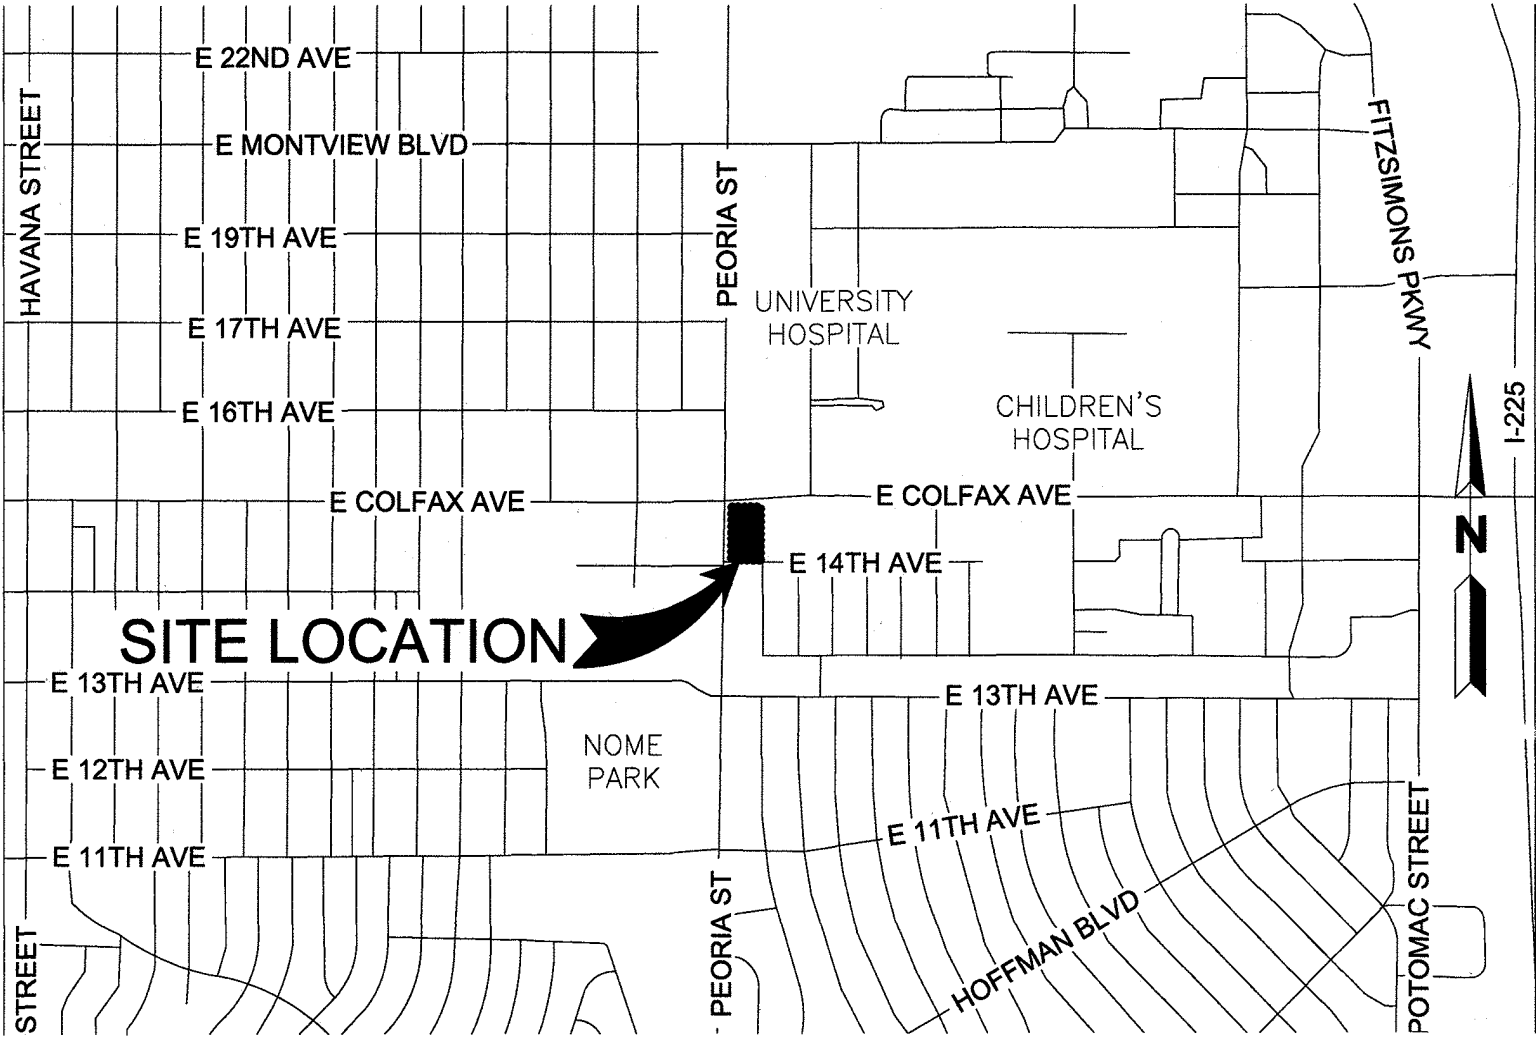 E 22ND AVE
HAVANA STREET
E MONTVIEW BLVD
FITZSIMONS PKWY
PEORIA ST
E 19TH AVE
UNIVERSITY
HOSPITAL
E 17TH AVE
I-225
CHILDREN'S
HOSPITAL
E 16TH AVE
E COLFAX AVE
E COLFAX AVE
N
E 14TH AVE
SITE LOCATION
E 13TH AVE
E 13TH AVE
NOME
PARK
E 12TH AVE
E 11TH AVE
E 11TH AVE
POTOMAC STREET
PEORIA ST
HOFFMAN BLVD
STREET